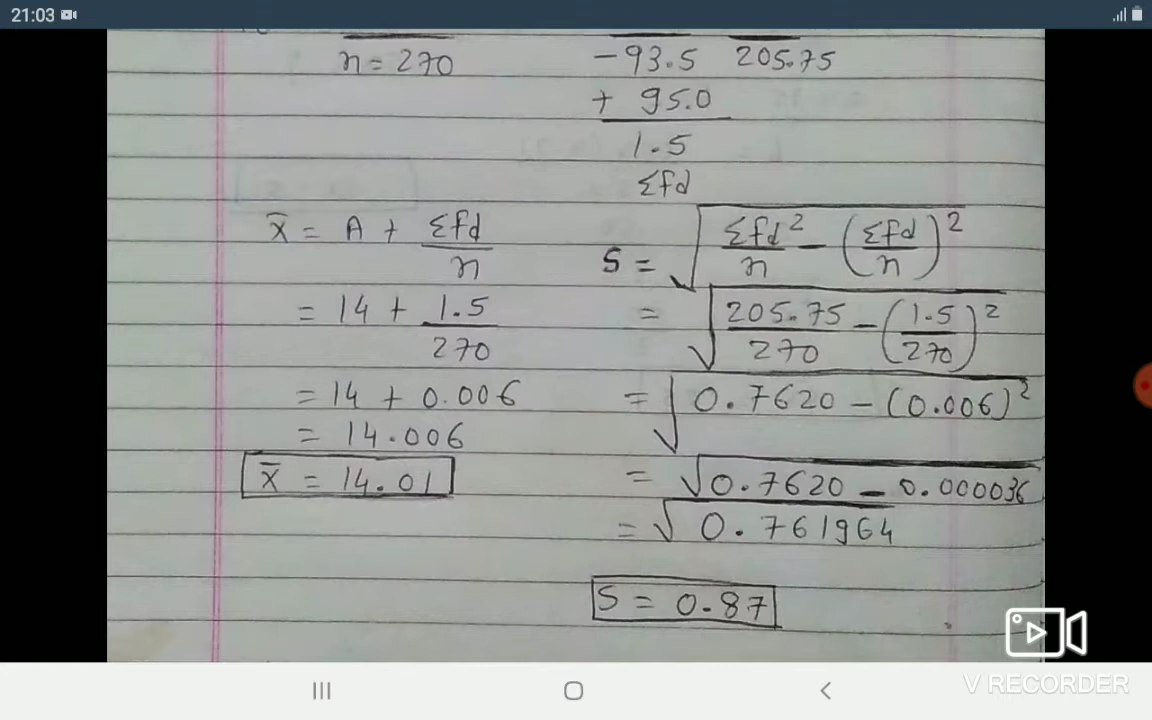 21:03
n = 270
-93.5 205.75
+ 95.0
1.5
Σfd
x̄ = A + Σfd/n
= 14 + 1.5/270
= 14 + 0.006
= 14.006
x̄ = 14.01
S = √(Σfd²/n - (Σfd/n)²)
= √(205.75/270 - (1.5/270)²)
= √(0.7620 - (0.006)²)
= √(0.7620 - 0.000036)
= √0.761964
S = 0.87
V RECORDER